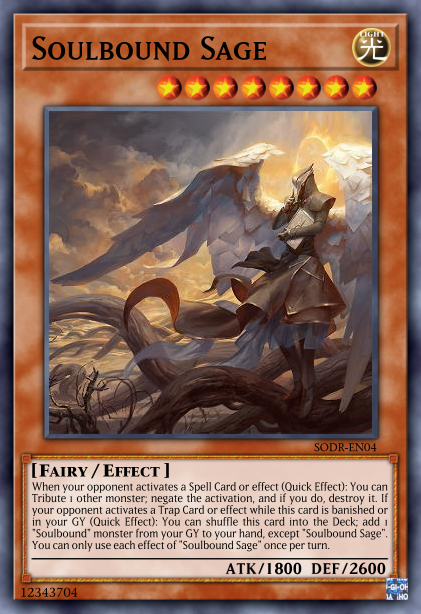 Soulbound Sage
LIGHT
光
SODR-EN04
[Fairy / Effect]
When your opponent activates a Spell Card or effect (Quick Effect): You can
Tribute 1 other monster; negate the activation, and if you do, destroy it. If
your opponent activates a Trap Card or effect while this card is banished or
in your GY (Quick Effect): You can shuffle this card into the Deck; add 1
"Soulbound" monster from your GY to your hand, except "Soulbound Sage".
You can only use each effect of "Soulbound Sage" once per turn.
ATK/1800 DEF/2600
12343704